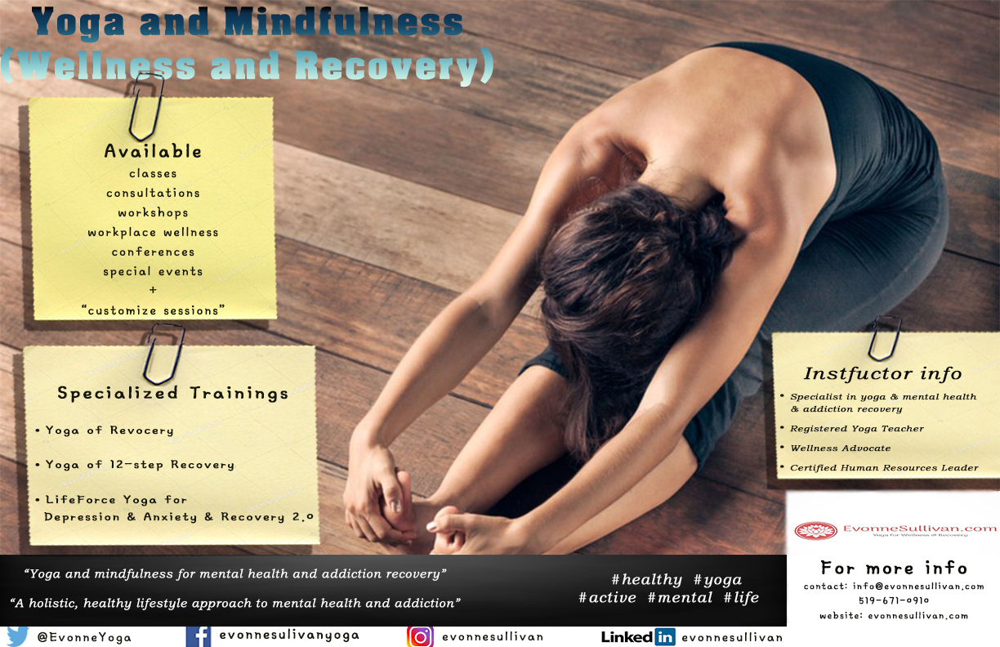 Yoga and Mindfulness
(Wellness and Recovery)
Available
classes
consultations
workshops
workplace wellness
conferences
special events
+
“customize sessions”
Specialized Trainings
• Yoga of Revocery
• Yoga of 12-step Recovery
• LifeForce Yoga for
Depression & Anxiety & Recovery 2.0
Instfuctor info
• Specialist in yoga & mental health
& addiction recovery
• Registered Yoga Teacher
• Wellness Advocate
• Certified Human Resources Leader
EvonneSullivan.com
Yoga for Wellness & Recovery
For more info
contact: info@evonnesullivan.com
519-671-0910
website: evonnesullivan.com
“Yoga and mindfulness for mental health and addiction recovery”
“A holistic, healthy lifestyle approach to mental health and addiction”
#healthy #yoga
#active #mental #life
@EvonneYoga
evonnesulivanyoga
evonnesullivan
Linked in evonnesullivan